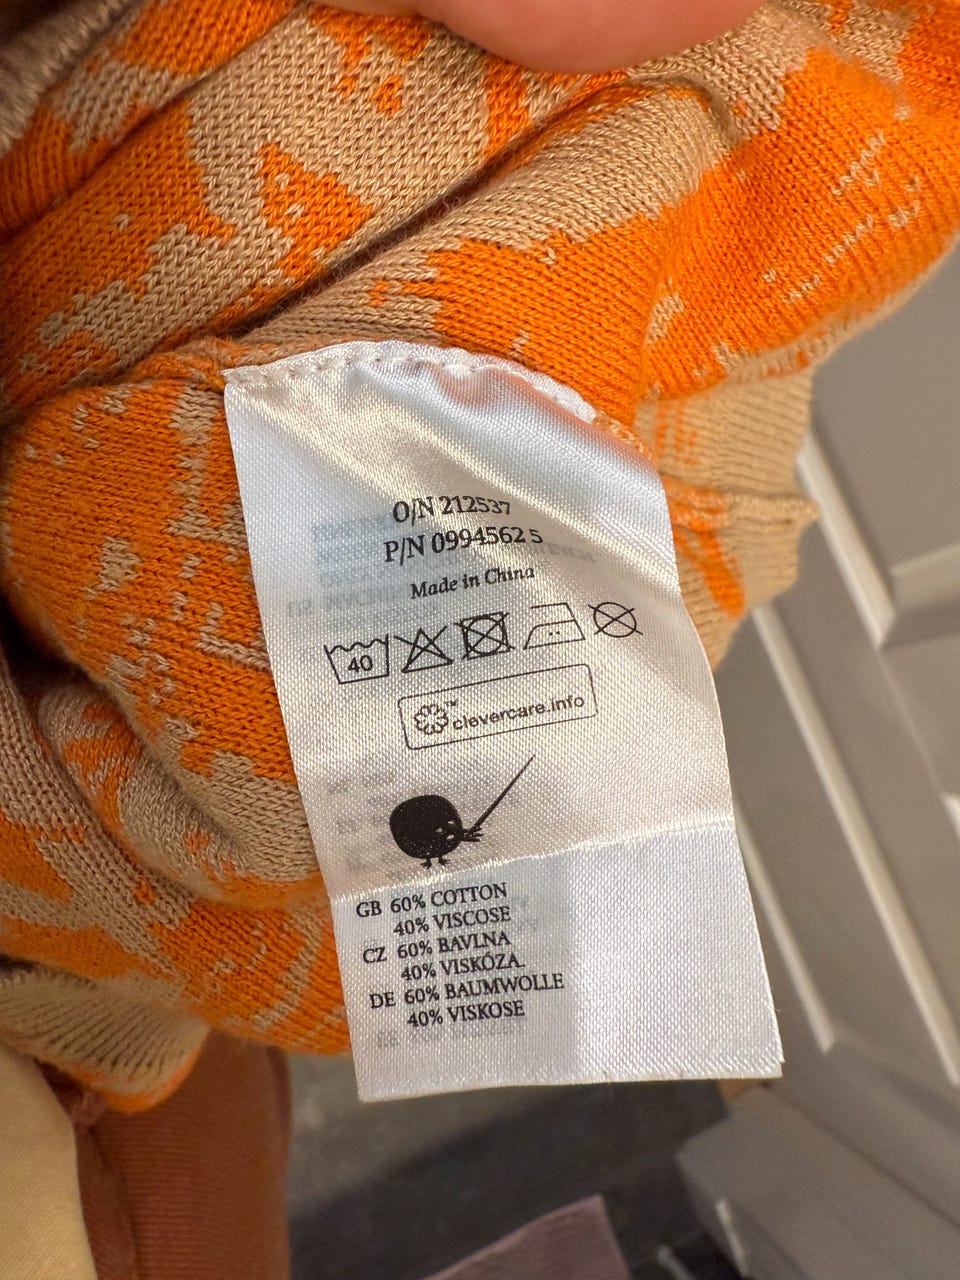 O/N 212537
P/N 0994562 5
Made in China
40
™ clevercare.info
GB 60% COTTON
40% VISCOSE
CZ 60% BAVLNA
40% VISKÓZA
DE 60% BAUMWOLLE
40% VISKOSE